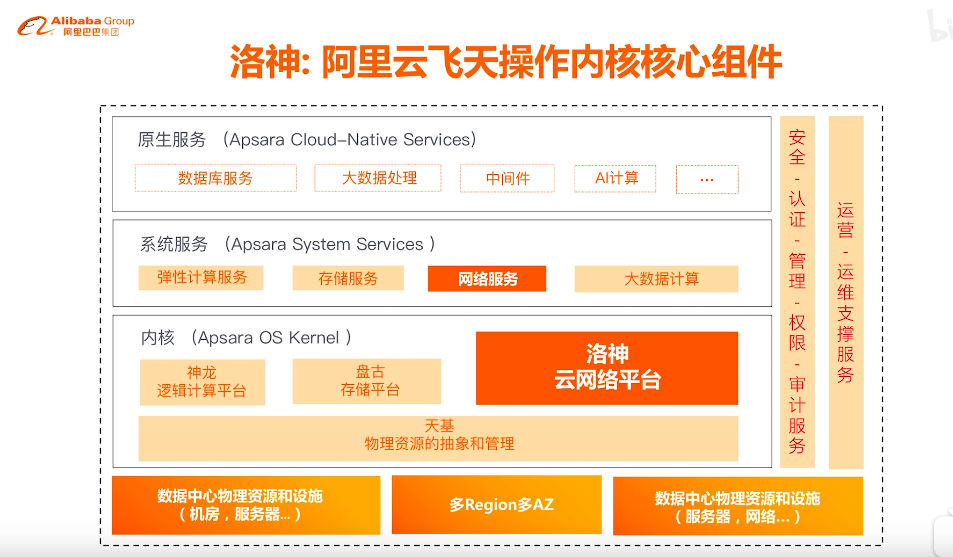 Alibaba Group
阿里巴巴集团
洛神: 阿里云飞天操作内核核心组件
原生服务 （Apsara Cloud-Native Services）
数据库服务
大数据处理
中间件
AI计算
...
系统服务 （Apsara System Services ）
弹性计算服务
存储服务
网络服务
大数据计算
内核 （Apsara OS Kernel ）
神龙
逻辑计算平台
盘古
存储平台
洛神
云网络平台
天基
物理资源的抽象和管理
安全-认证-管理-权限-审计服务
运营-运维支撑服务
数据中心物理资源和设施
（机房，服务器...）
多Region多AZ
数据中心物理资源和设施
（服务器，网络...）